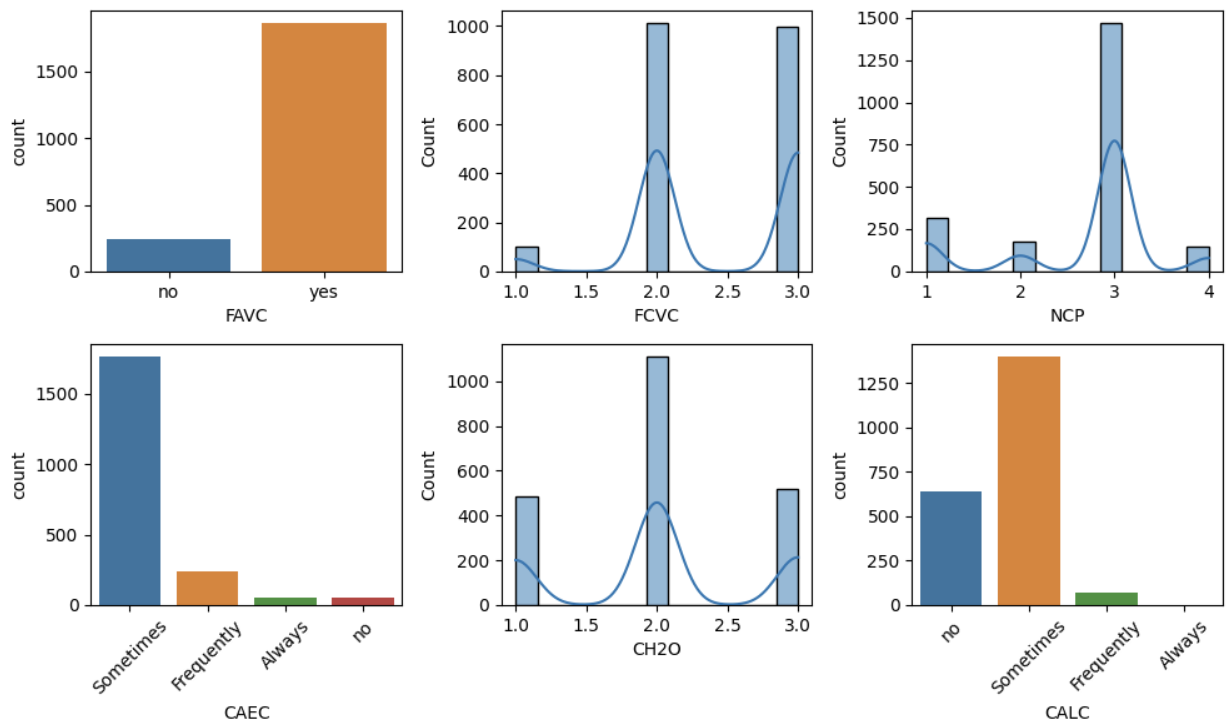 count
1500
1000
500
0
no yes
FAVC
Count
1000
800
600
400
200
0
1.0 1.5 2.0 2.5 3.0
FCVC
Count
1500
1250
1000
750
500
250
0
1 2 3 4
NCP
count
1500
1000
500
0
Sometimes Frequently Always no
CAEC
Count
1000
800
600
400
200
0
1.0 1.5 2.0 2.5 3.0
CH2O
count
1250
1000
750
500
250
0
no Sometimes Frequently Always
CALC